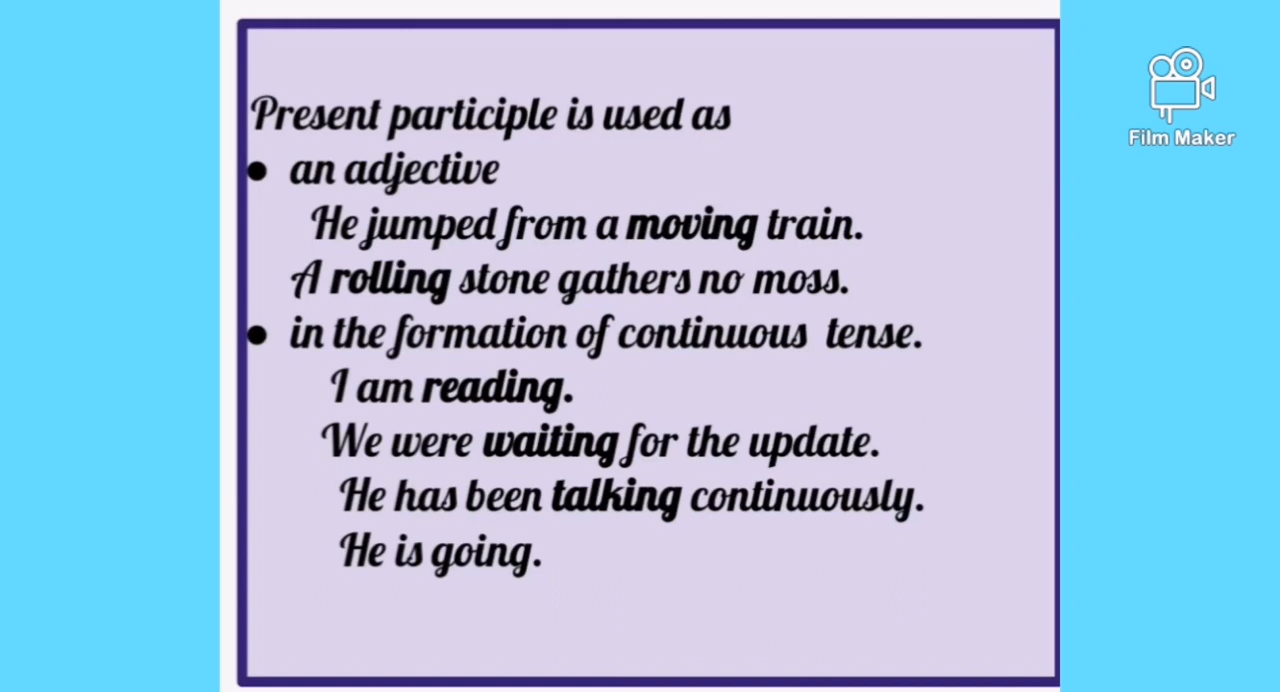 Present participle is used as
● an adjective
He jumped from a moving train.
A rolling stone gathers no moss.
● in the formation of continuous tense.
I am reading.
We were waiting for the update.
He has been talking continuously.
He is going.
Film Maker